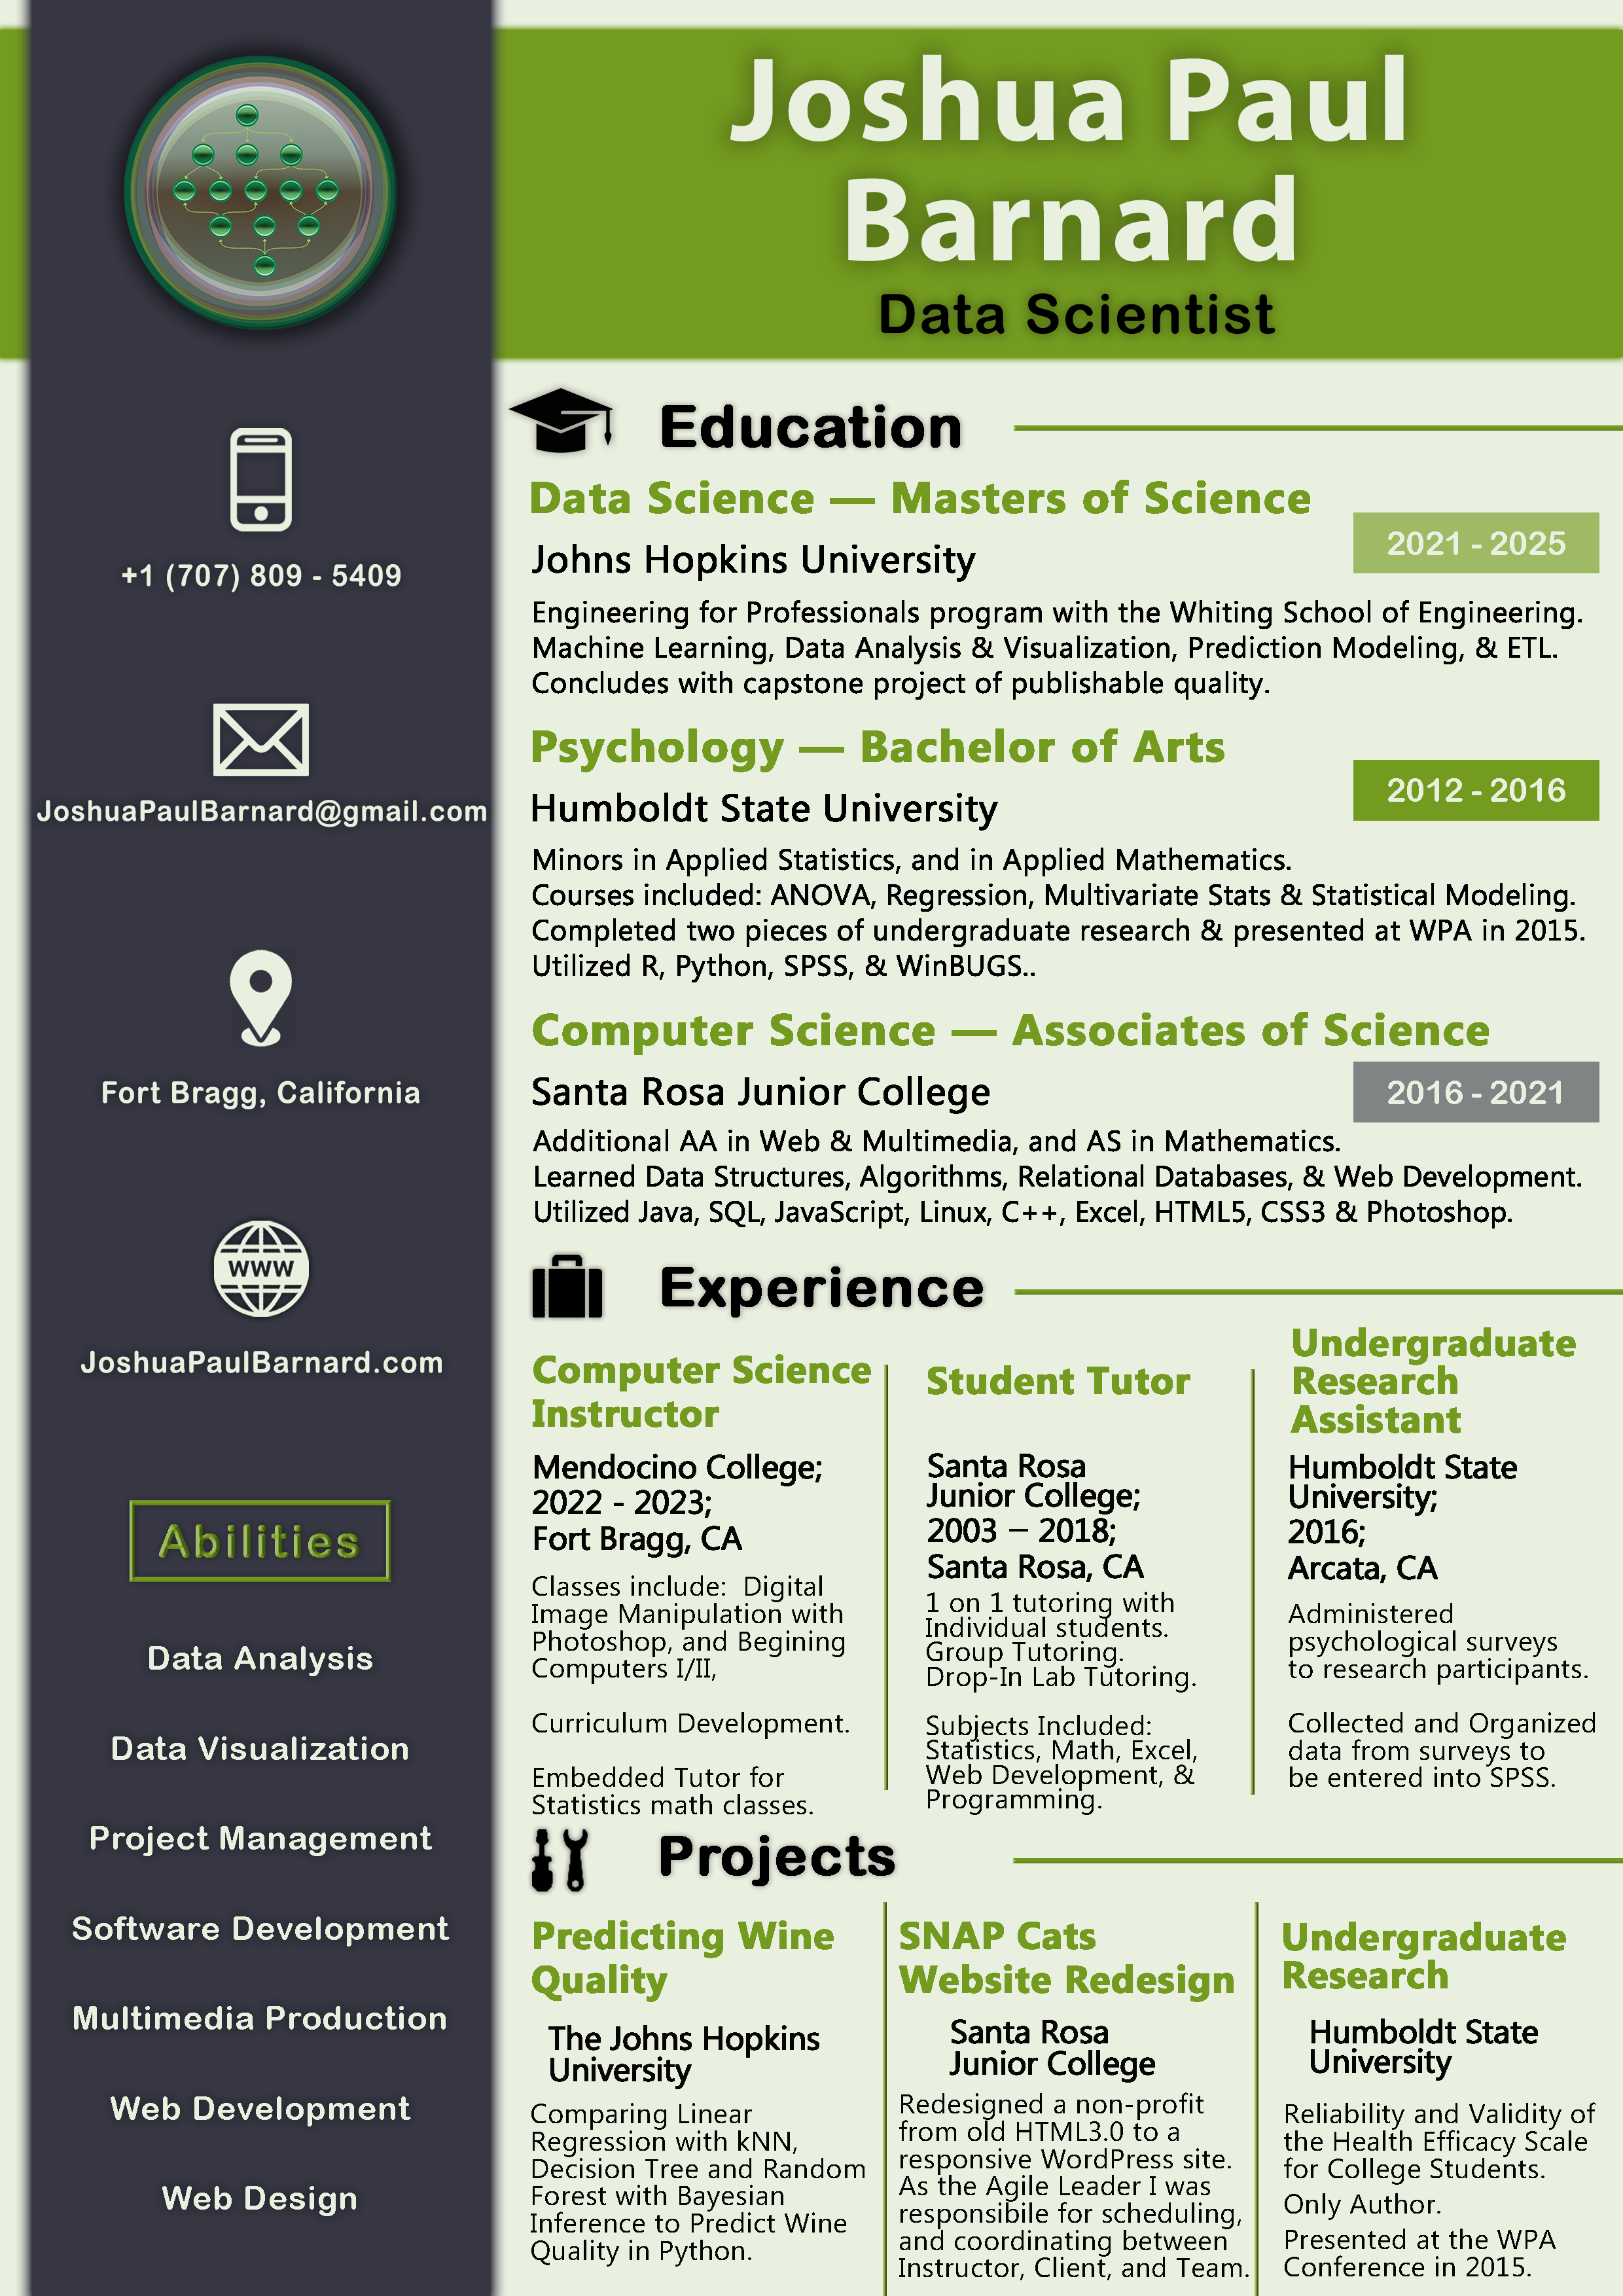 Joshua Paul
Barnard
Data Scientist
+1 (707) 809 - 5409
JoshuaPaulBarnard@gmail.com
Fort Bragg, California
WWW
JoshuaPaulBarnard.com
Abilities
Data Analysis
Data Visualization
Project Management
Software Development
Multimedia Production
Web Development
Web Design
Education
Data Science — Masters of Science
2021 - 2025
Johns Hopkins University
Engineering for Professionals program with the Whiting School of Engineering.
Machine Learning, Data Analysis & Visualization, Prediction Modeling, & ETL.
Concludes with capstone project of publishable quality.
Psychology — Bachelor of Arts
2012 - 2016
Humboldt State University
Minors in Applied Statistics, and in Applied Mathematics.
Courses included: ANOVA, Regression, Multivariate Stats & Statistical Modeling.
Completed two pieces of undergraduate research & presented at WPA in 2015.
Utilized R, Python, SPSS, & WinBUGS..
Computer Science — Associates of Science
2016 - 2021
Santa Rosa Junior College
Additional AA in Web & Multimedia, and AS in Mathematics.
Learned Data Structures, Algorithms, Relational Databases, & Web Development.
Utilized Java, SQL, JavaScript, Linux, C++, Excel, HTML5, CSS3 & Photoshop.
Experience
Computer Science
Instructor
Mendocino College;
2022 - 2023;
Fort Bragg, CA
Classes include:  Digital
Image Manipulation with
Photoshop, and Begining
Computers I/II,
Curriculum Development.
Embedded Tutor for
Statistics math classes.
Student Tutor
Santa Rosa
Junior College;
2003 – 2018;
Santa Rosa, CA
1 on 1 tutoring with
Individual students.
Group Tutoring.
Drop-In Lab Tutoring.
Subjects Included:
Statistics, Math, Excel,
Web Development, &
Programming.
Undergraduate
Research
Assistant
Humboldt State
University;
2016;
Arcata, CA
Administered
psychological surveys
to research participants.
Collected and Organized
data from surveys to
be entered into SPSS.
Projects
Predicting Wine
Quality
The Johns Hopkins
University
Comparing Linear
Regression with kNN,
Decision Tree and Random
Forest with Bayesian
Inference to Predict Wine
Quality in Python.
SNAP Cats
Website Redesign
Santa Rosa
Junior College
Redesigned a non-profit
from old HTML3.0 to a
responsive WordPress site.
As the Agile Leader I was
responsibile for scheduling,
and coordinating between
Instructor, Client, and Team.
Undergraduate
Research
Humboldt State
University
Reliability and Validity of
the Health Efficacy Scale
for College Students.
Only Author.
Presented at the WPA
Conference in 2015.